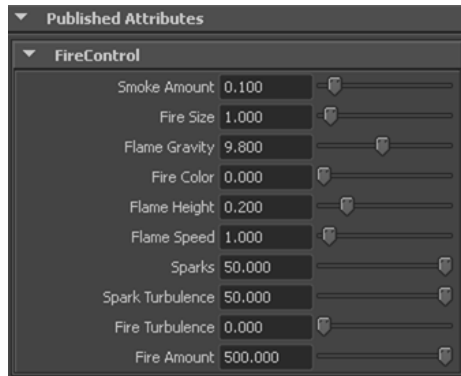 Published Attributes
FireControl
Smoke Amount 0.100
Fire Size 1.000
Flame Gravity 9.800
Fire Color 0.000
Flame Height 0.200
Flame Speed 1.000
Sparks 50.000
Spark Turbulence 50.000
Fire Turbulence 0.000
Fire Amount 500.000